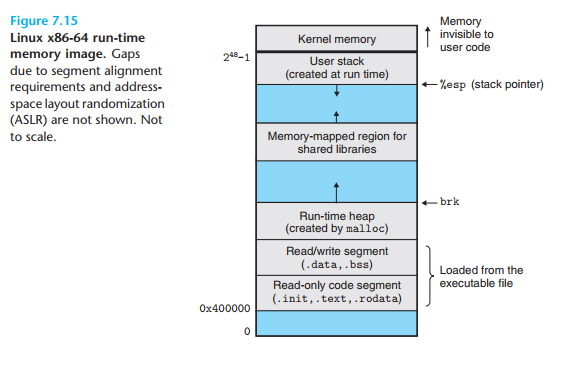 Figure 7.15
Linux x86-64 run-time
memory image. Gaps
due to segment alignment
requirements and address-
space layout randomization
(ASLR) are not shown. Not
to scale.
Memory
invisible to
user code
Kernel memory
2⁴⁸−1
User stack
(created at run time)
%esp (stack pointer)
Memory-mapped region for
shared libraries
brk
Run-time heap
(created by malloc)
Read/write segment
(.data,.bss)
Loaded from the
executable file
Read-only code segment
(.init,.text,.rodata)
0x400000
0